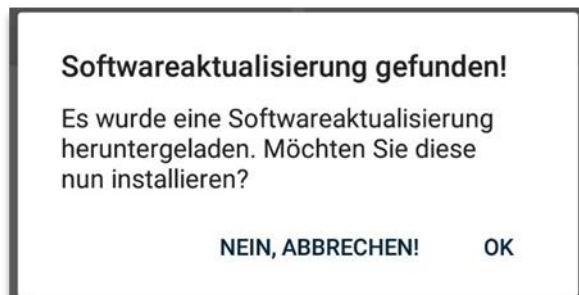 Softwareaktualisierung gefunden!
Es wurde eine Softwareaktualisierung
heruntergeladen. Möchten Sie diese
nun installieren?
NEIN, ABBRECHEN! OK